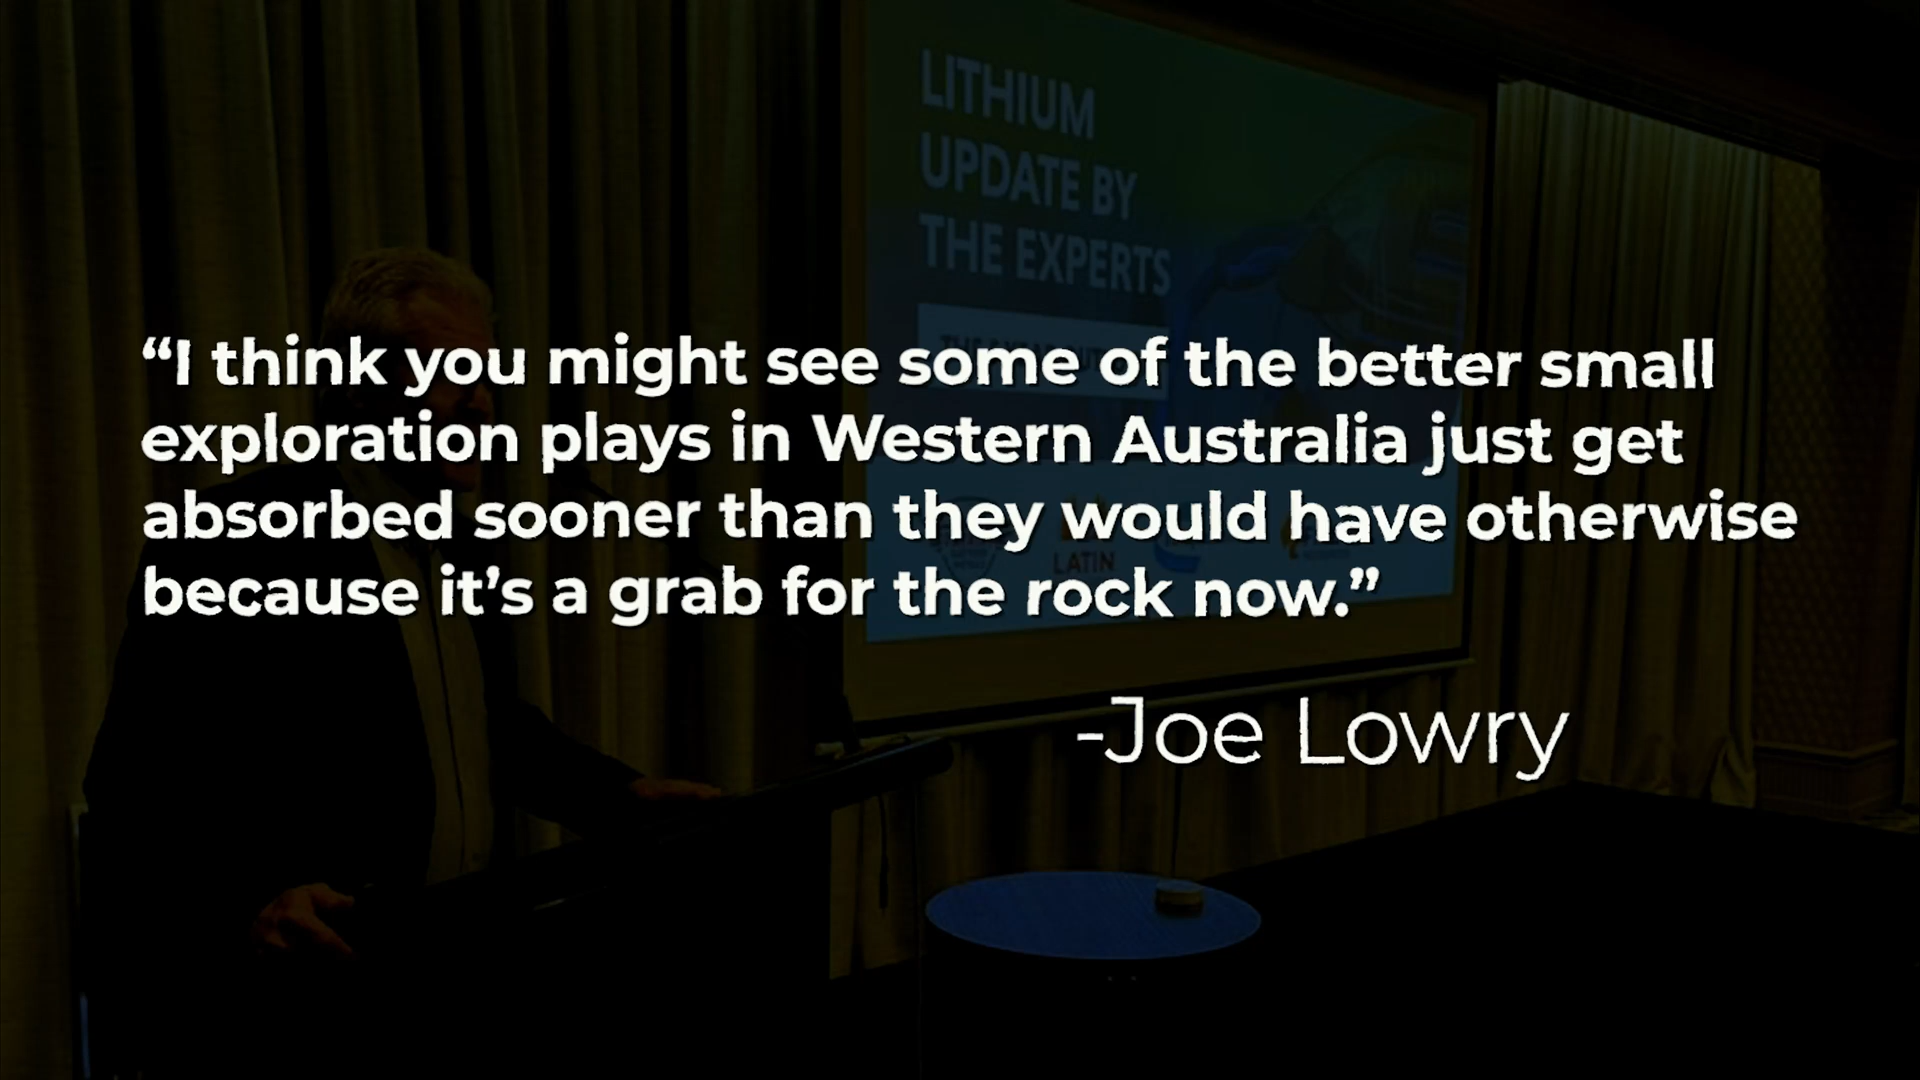 LITHIUM
UPDATE BY
THE EXPERTS
“I think you might see some of the better small
exploration plays in Western Australia just get
absorbed sooner than they would have otherwise
because it’s a grab for the rock now.”
LATIN
-Joe Lowry